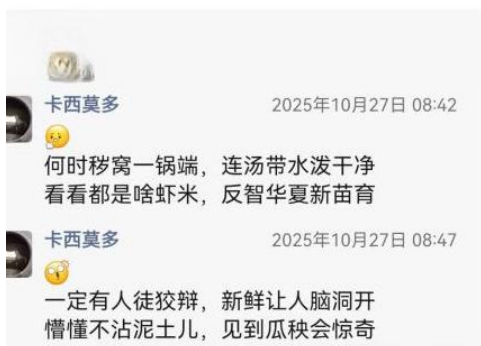 卡西莫多
2025年10月27日 08:42
何时秽窝一锅端，连汤带水泼干净
看看都是啥虾米，反智华夏新苗育
卡西莫多
2025年10月27日 08:47
一定有人徒狡辩，新鲜让人脑洞开
懵懂不沾泥土儿，见到瓜秧会惊奇